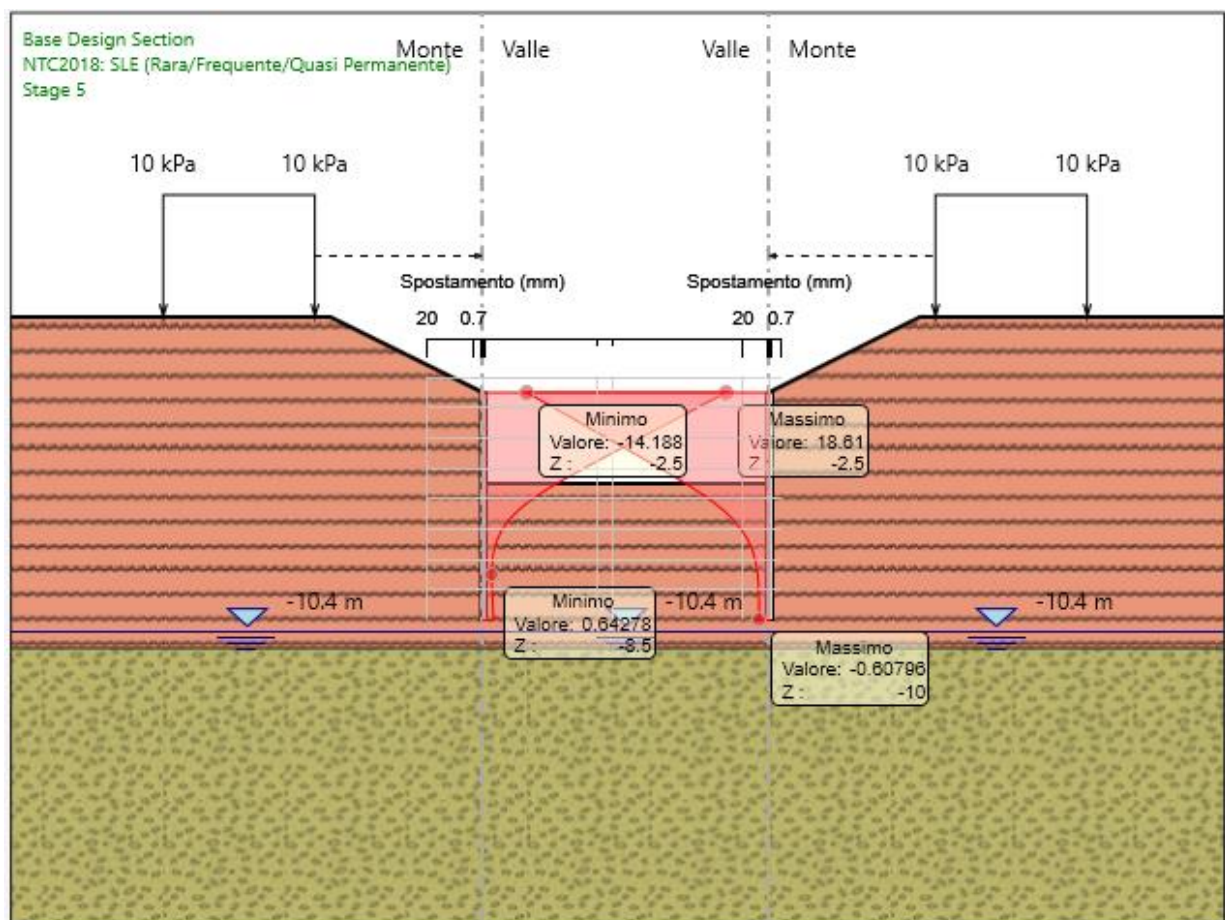 Base Design Section
NTC2018: SLE (Rara/Frequente/Quasi Permanente)
Stage 5
Monte Valle Valle Monte
10 kPa 10 kPa 10 kPa 10 kPa
Spostamento (mm) Spostamento (mm)
20 0.7 20 0.7
Minimo
Valore: -14.188
Z : -2.5
Massimo
Valore: 18.61
Z : -2.5
-10.4 m -10.4 m -10.4 m
Minimo
Valore: 0.64278
Z : -8.5
Massimo
Valore: -0.60796
Z : -10